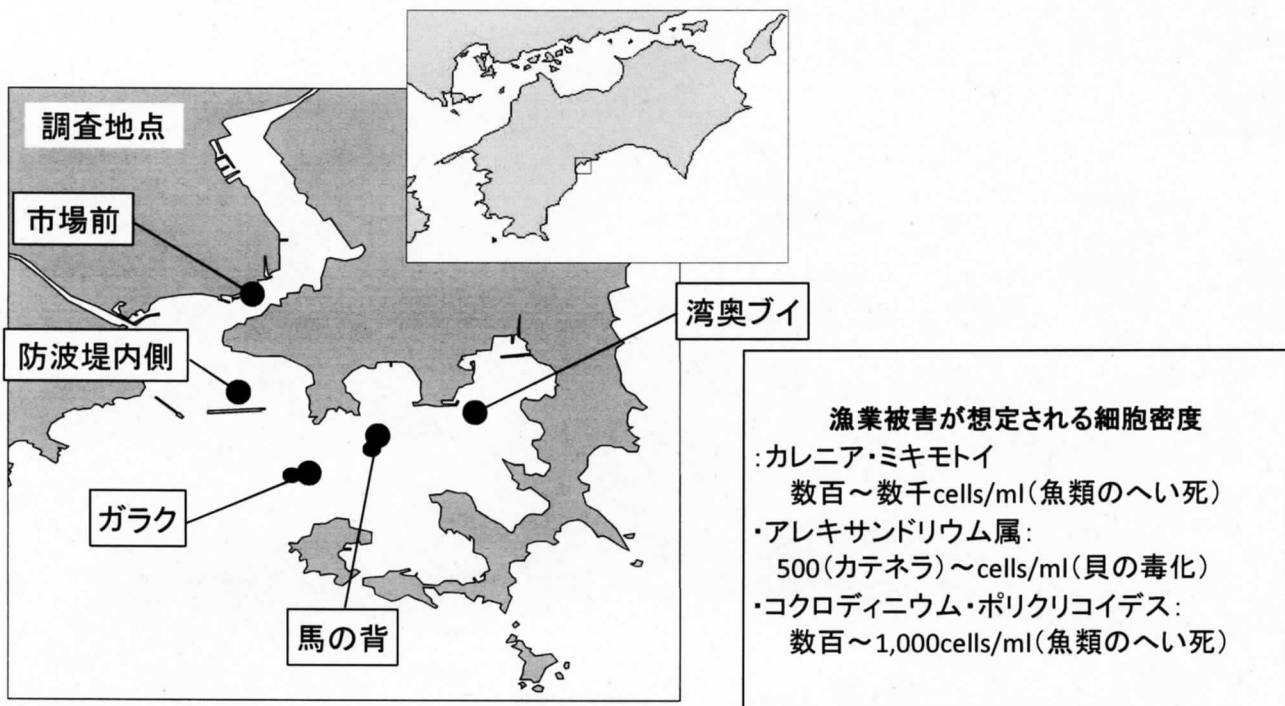 調査地点
市場前
防波堤内側
ガラク
馬の背
湾奥ブイ
漁業被害が想定される細胞密度
:カレニア・ミキモトイ
数百～数千cells/ml(魚類のへい死)
・アレキサンドリウム属:
500(カテネラ)～cells/ml(貝の毒化)
・コクロディニウム・ポリクリコイデス:
数百～1,000cells/ml(魚類のへい死)